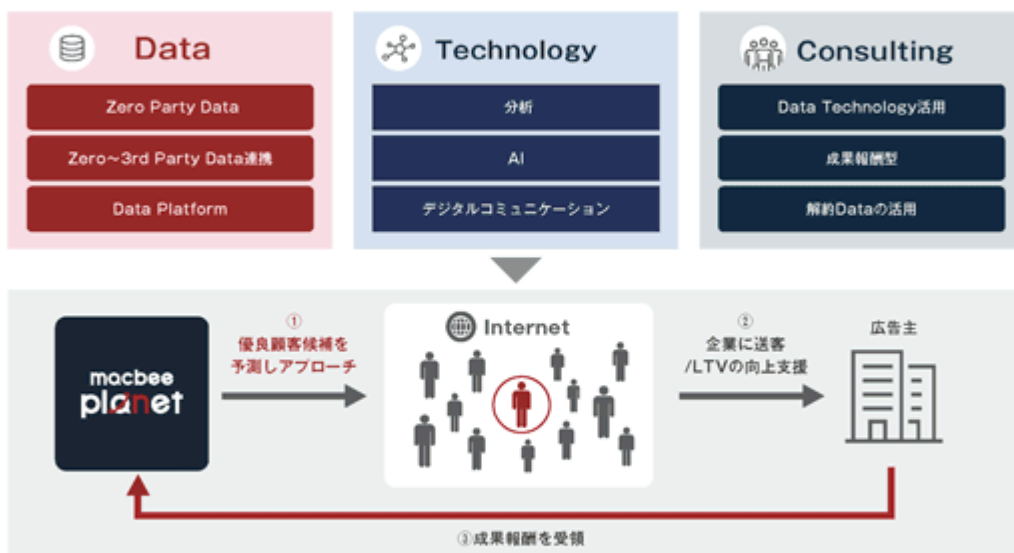 Data
Zero Party Data
Zero～3rd Party Data連携
Data Platform
Technology
分析
AI
デジタルコミュニケーション
Consulting
Data Technology活用
成果報酬型
解約Dataの活用
macbee
planet
①
優良顧客候補を
予測しアプローチ
Internet
②
企業に送客
/LTVの向上支援
広告主
③成果報酬を受領